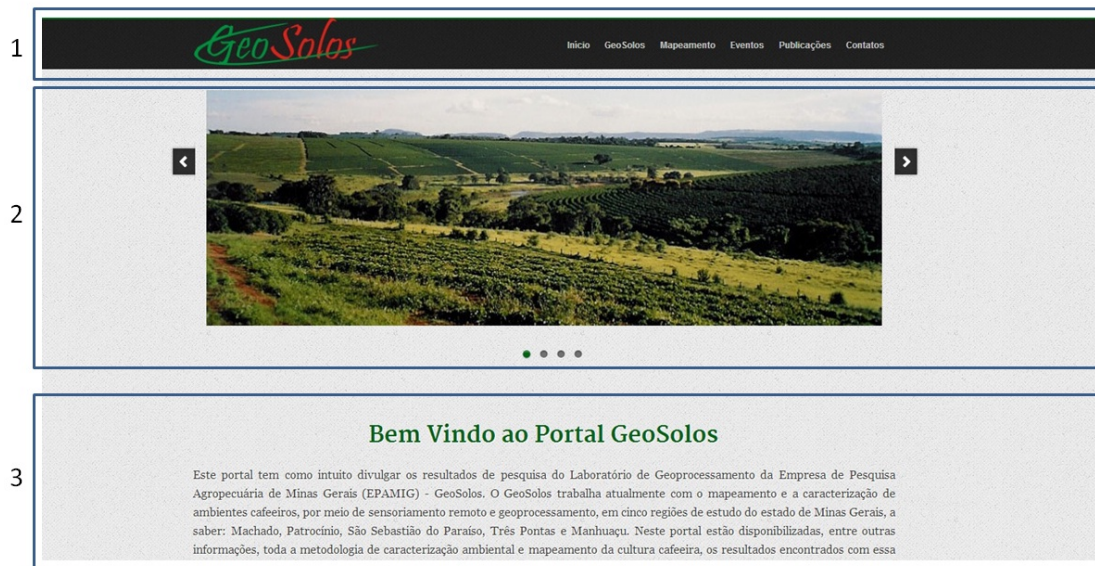 1
GeoSolos
Inicio GeoSolos Mapeamento Eventos Publicações Contatos
2
3
Bem Vindo ao Portal GeoSolos
Este portal tem como intuito divulgar os resultados de pesquisa do Laboratório de Geoprocessamento da Empresa de Pesquisa
Agropecuária de Minas Gerais (EPAMIG) - GeoSolos. O GeoSolos trabalha atualmente com o mapeamento e a caracterização de
ambientes cafeeiros, por meio de sensoriamento remoto e geoprocessamento, em cinco regiões de estudo do estado de Minas Gerais, a
saber: Machado, Patrocínio, São Sebastião do Paraíso, Três Pontas e Manhuaçu. Neste portal estão disponibilizadas, entre outras
informações, toda a metodologia de caracterização ambiental e mapeamento da cultura cafeeira, os resultados encontrados com essa